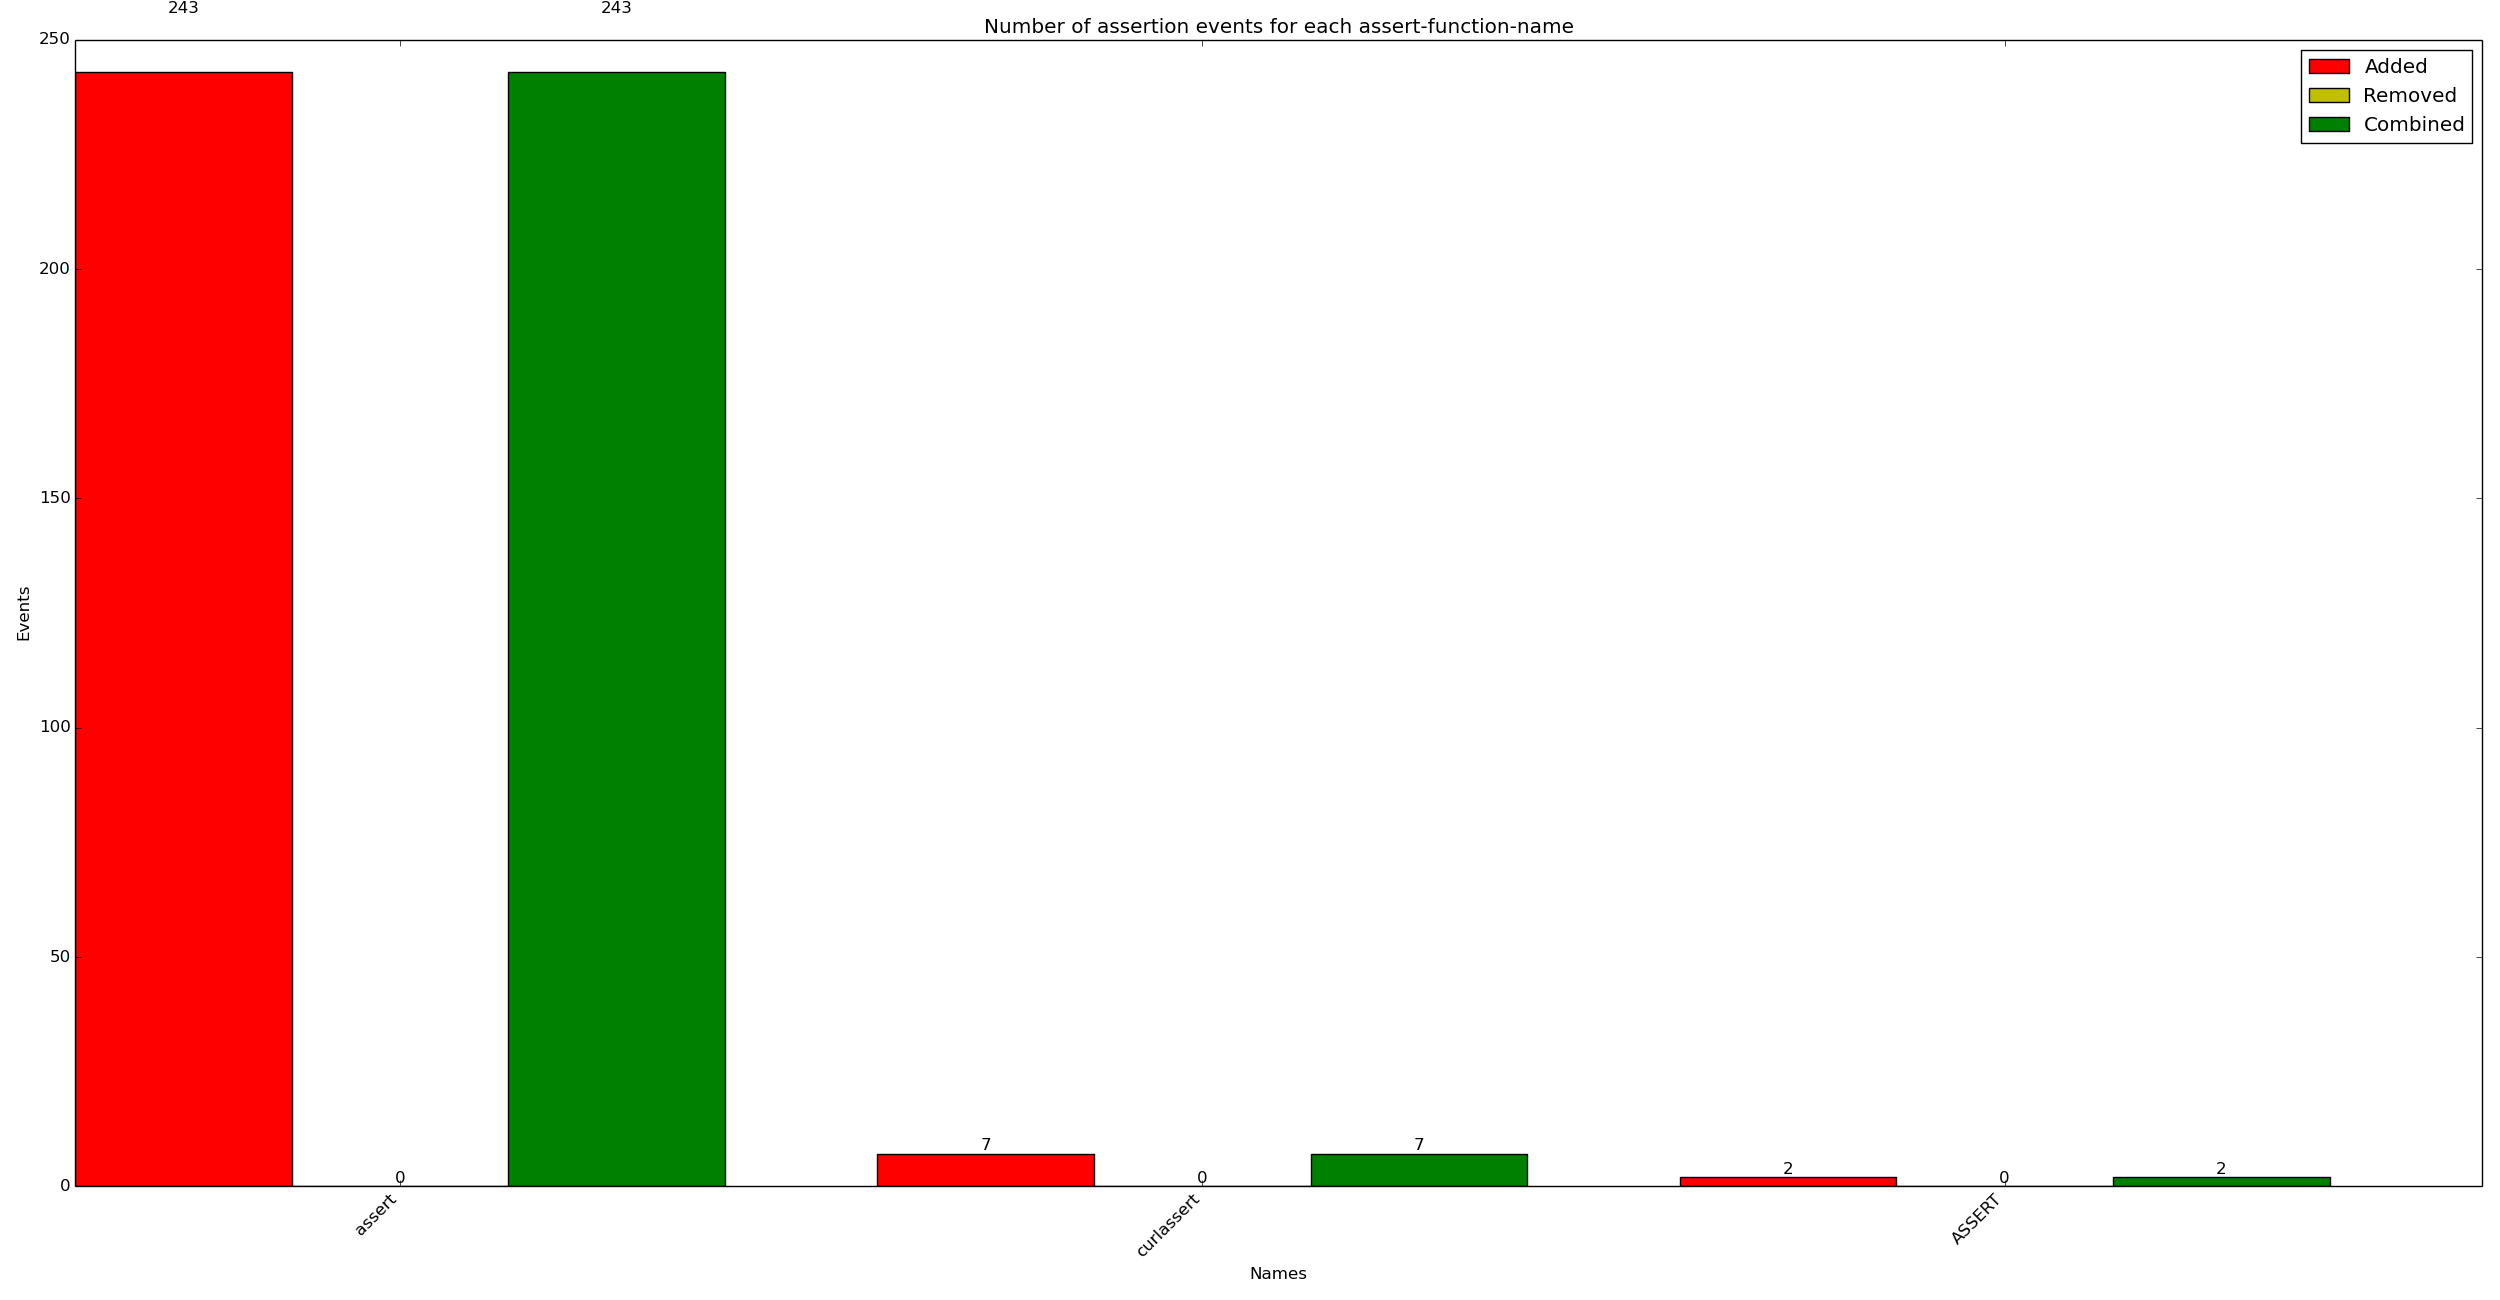 243 243
Number of assertion events for each assert-function-name
250
200
150
100
50
0
Events
Added
Removed
Combined
0
7
0
7
2
0
2
assert
curlassert
ASSERT
Names